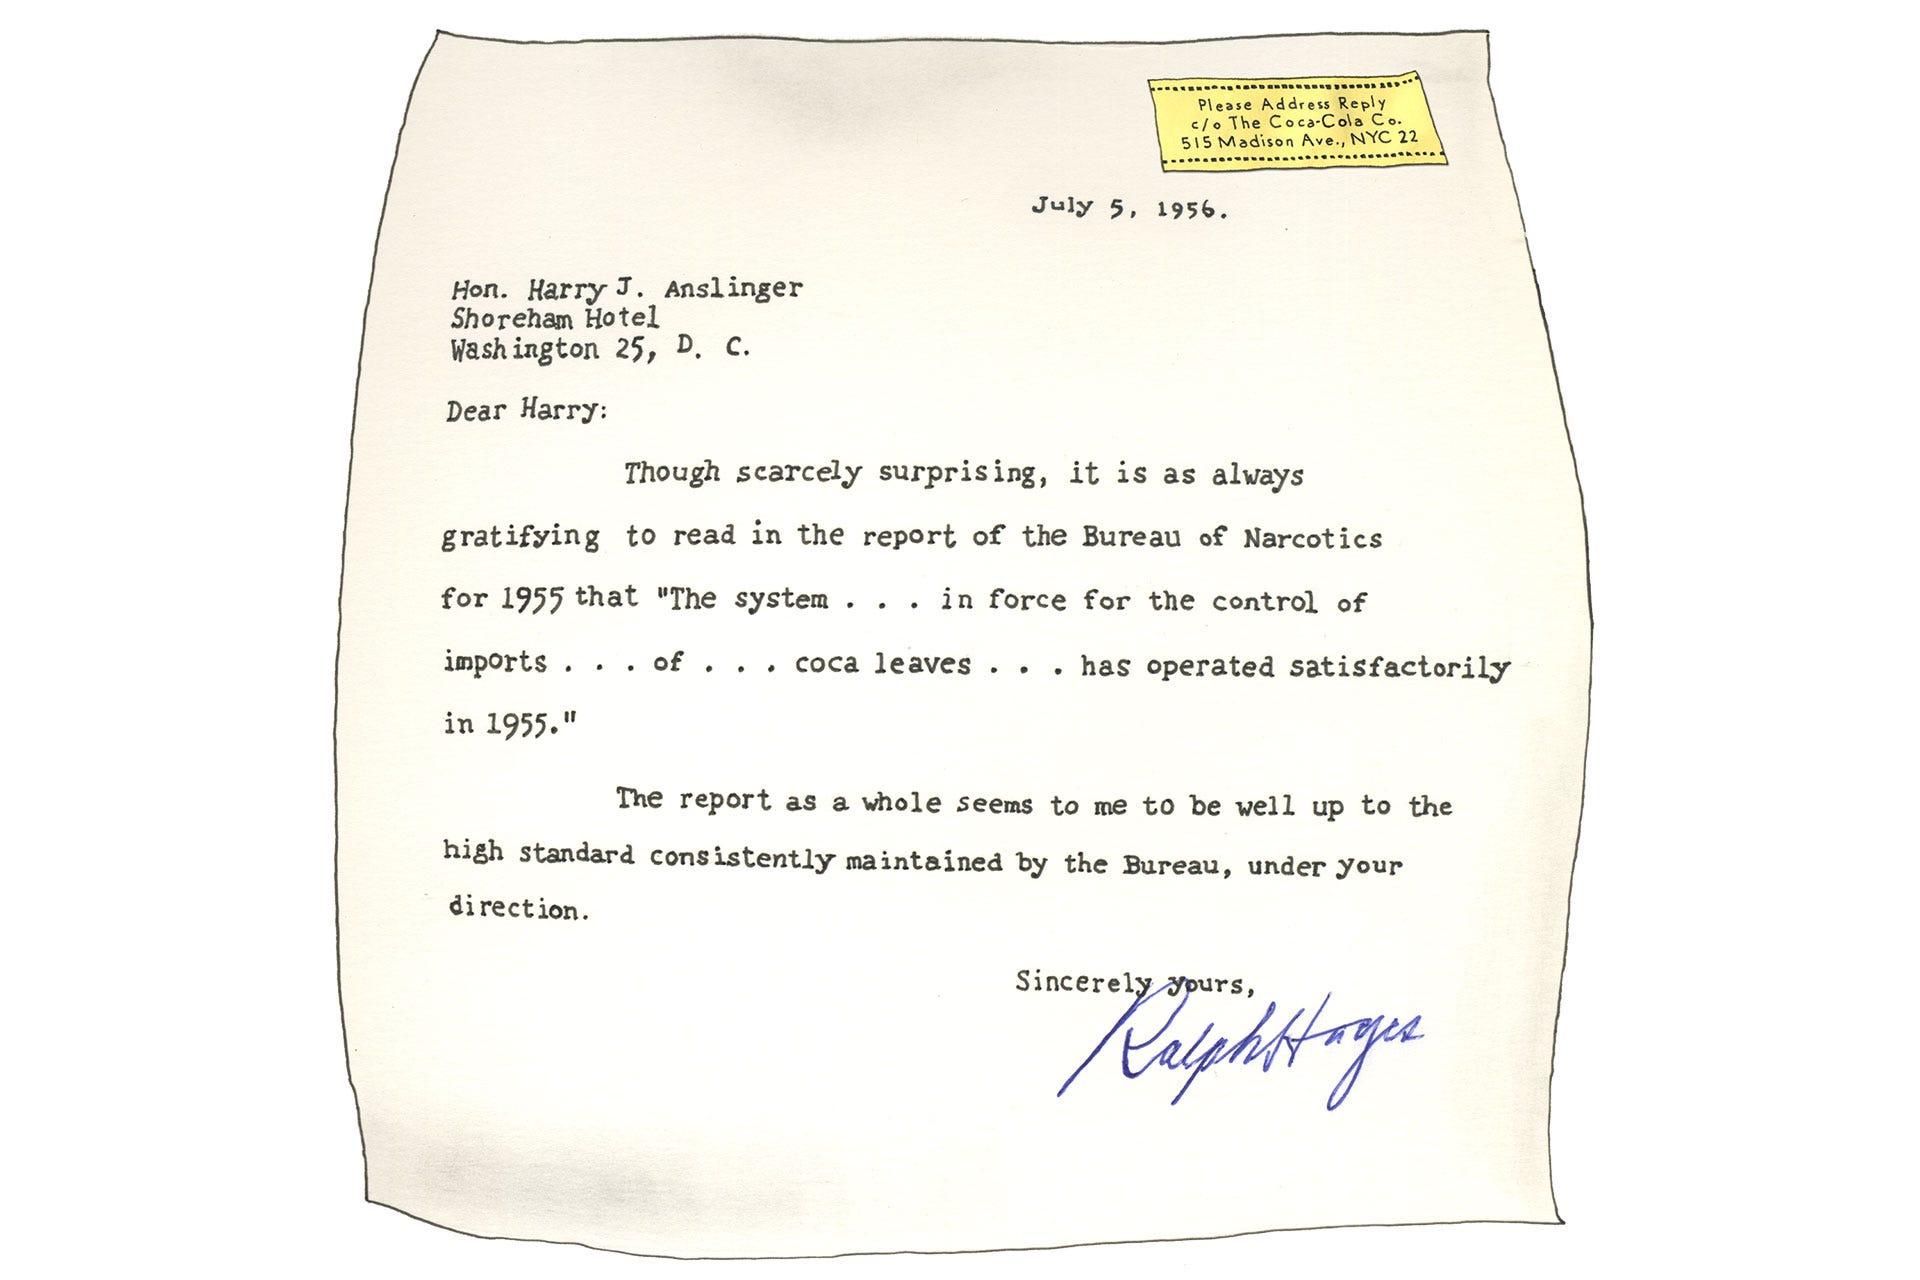 Please Address Reply
c/o The Coca-Cola Co.
515 Madison Ave., NYC 22
July 5, 1956.
Hon. Harry J. Anslinger
Shoreham Hotel
Washington 25, D. C.
Dear Harry:
Though scarcely surprising, it is as always
gratifying to read in the report of the Bureau of Narcotics
for 1955 that "The system . . . in force for the control of
imports . . . of . . . coca leaves . . . has operated satisfactorily
in 1955."
The report as a whole seems to me to be well up to the
high standard consistently maintained by the Bureau, under your
direction.
Sincerely yours,
Ralph Hayes